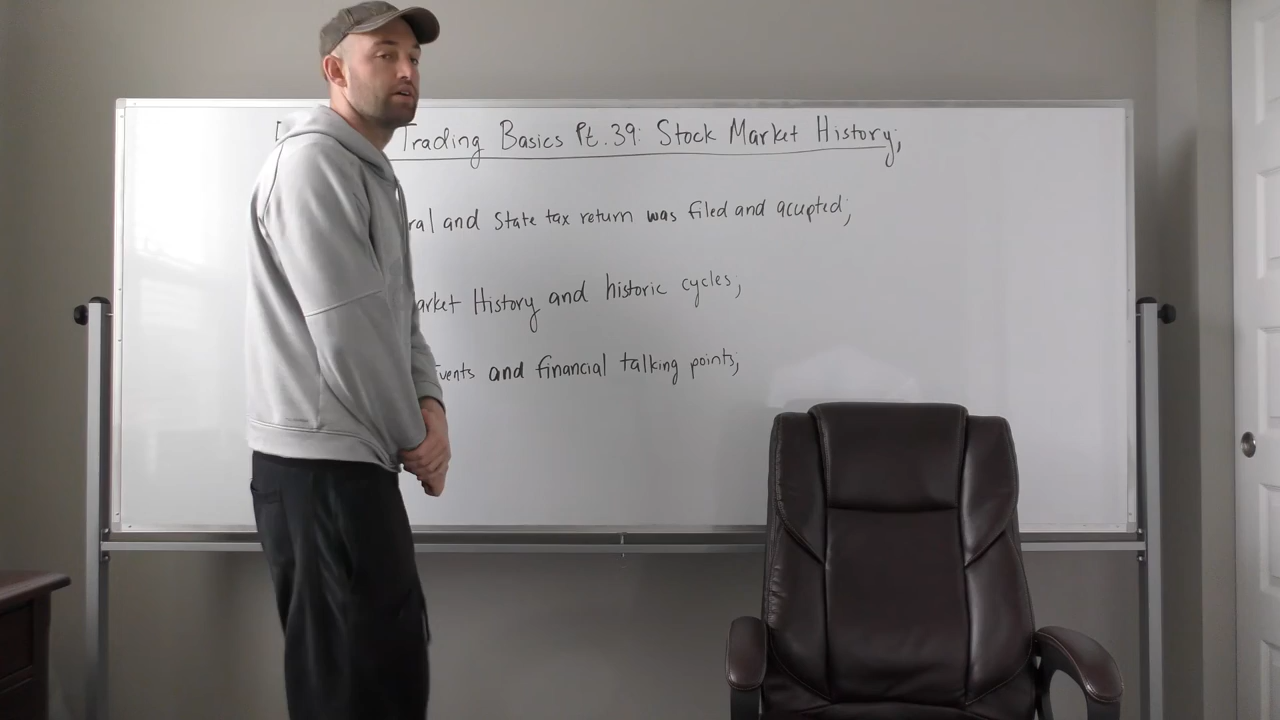 Trading Basics Pt. 39: Stock Market History;
ral and State tax return was filed and acupted;
arket History and historic cycles;
vents and financial talking points;